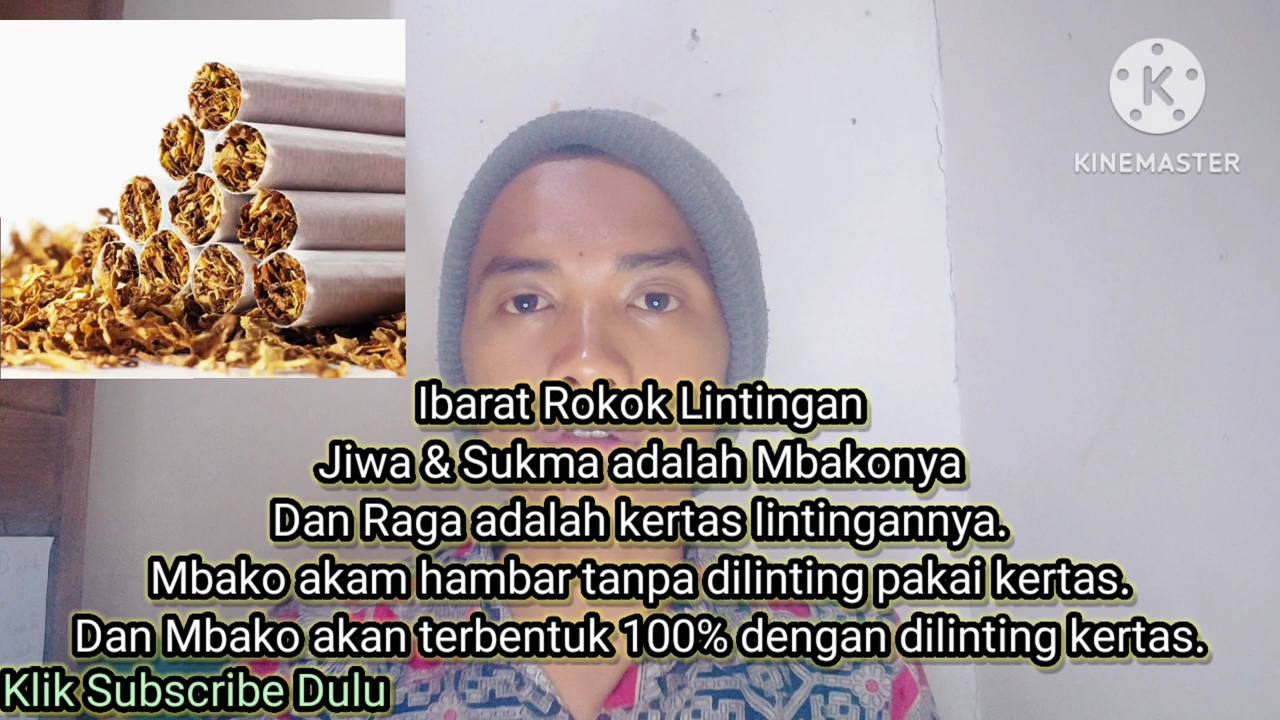 KINEMASTER
Ibarat Rokok Lintingan
Jiwa & Sukma adalah Mbakonya
Dan Raga adalah kertas lintingannya.
Mbako akam hambar tanpa dilinting pakai kertas.
Dan Mbako akan terbentuk 100% dengan dilinting kertas.
Klik Subscribe Dulu